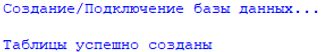 Создание/Подключение базы данных...
Таблицы успешно созданы